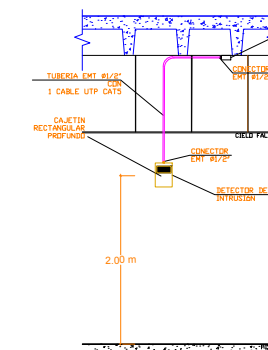 CONECTOR
EMT ø1/2"
TUBERIA EMT ø1/2"
CON
1 CABLE UTP CAT5
CAJETIN
RECTANGULAR
PROFUNDO
CIELO FAL
CONECTOR
EMT ø1/2"
DETECTOR DE
INTRUSIÓN
2.00 m